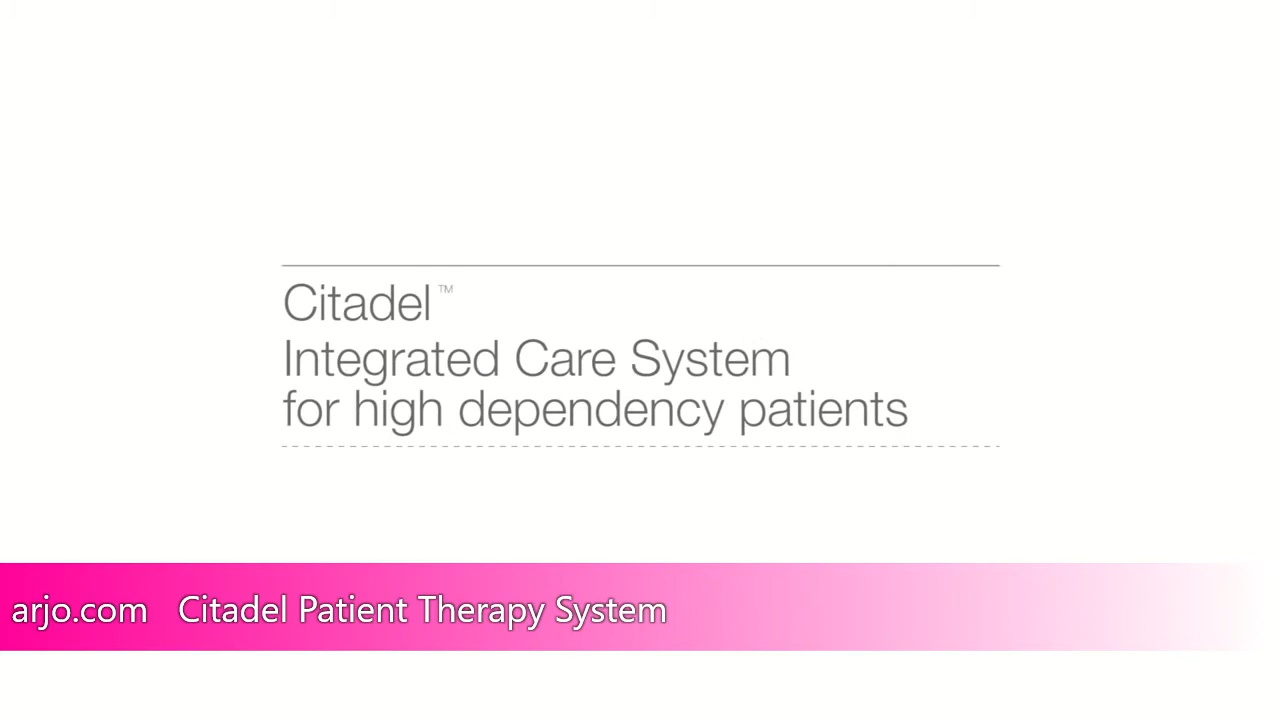 Citadel™
Integrated Care System
for high dependency patients
arjo.com Citadel Patient Therapy System